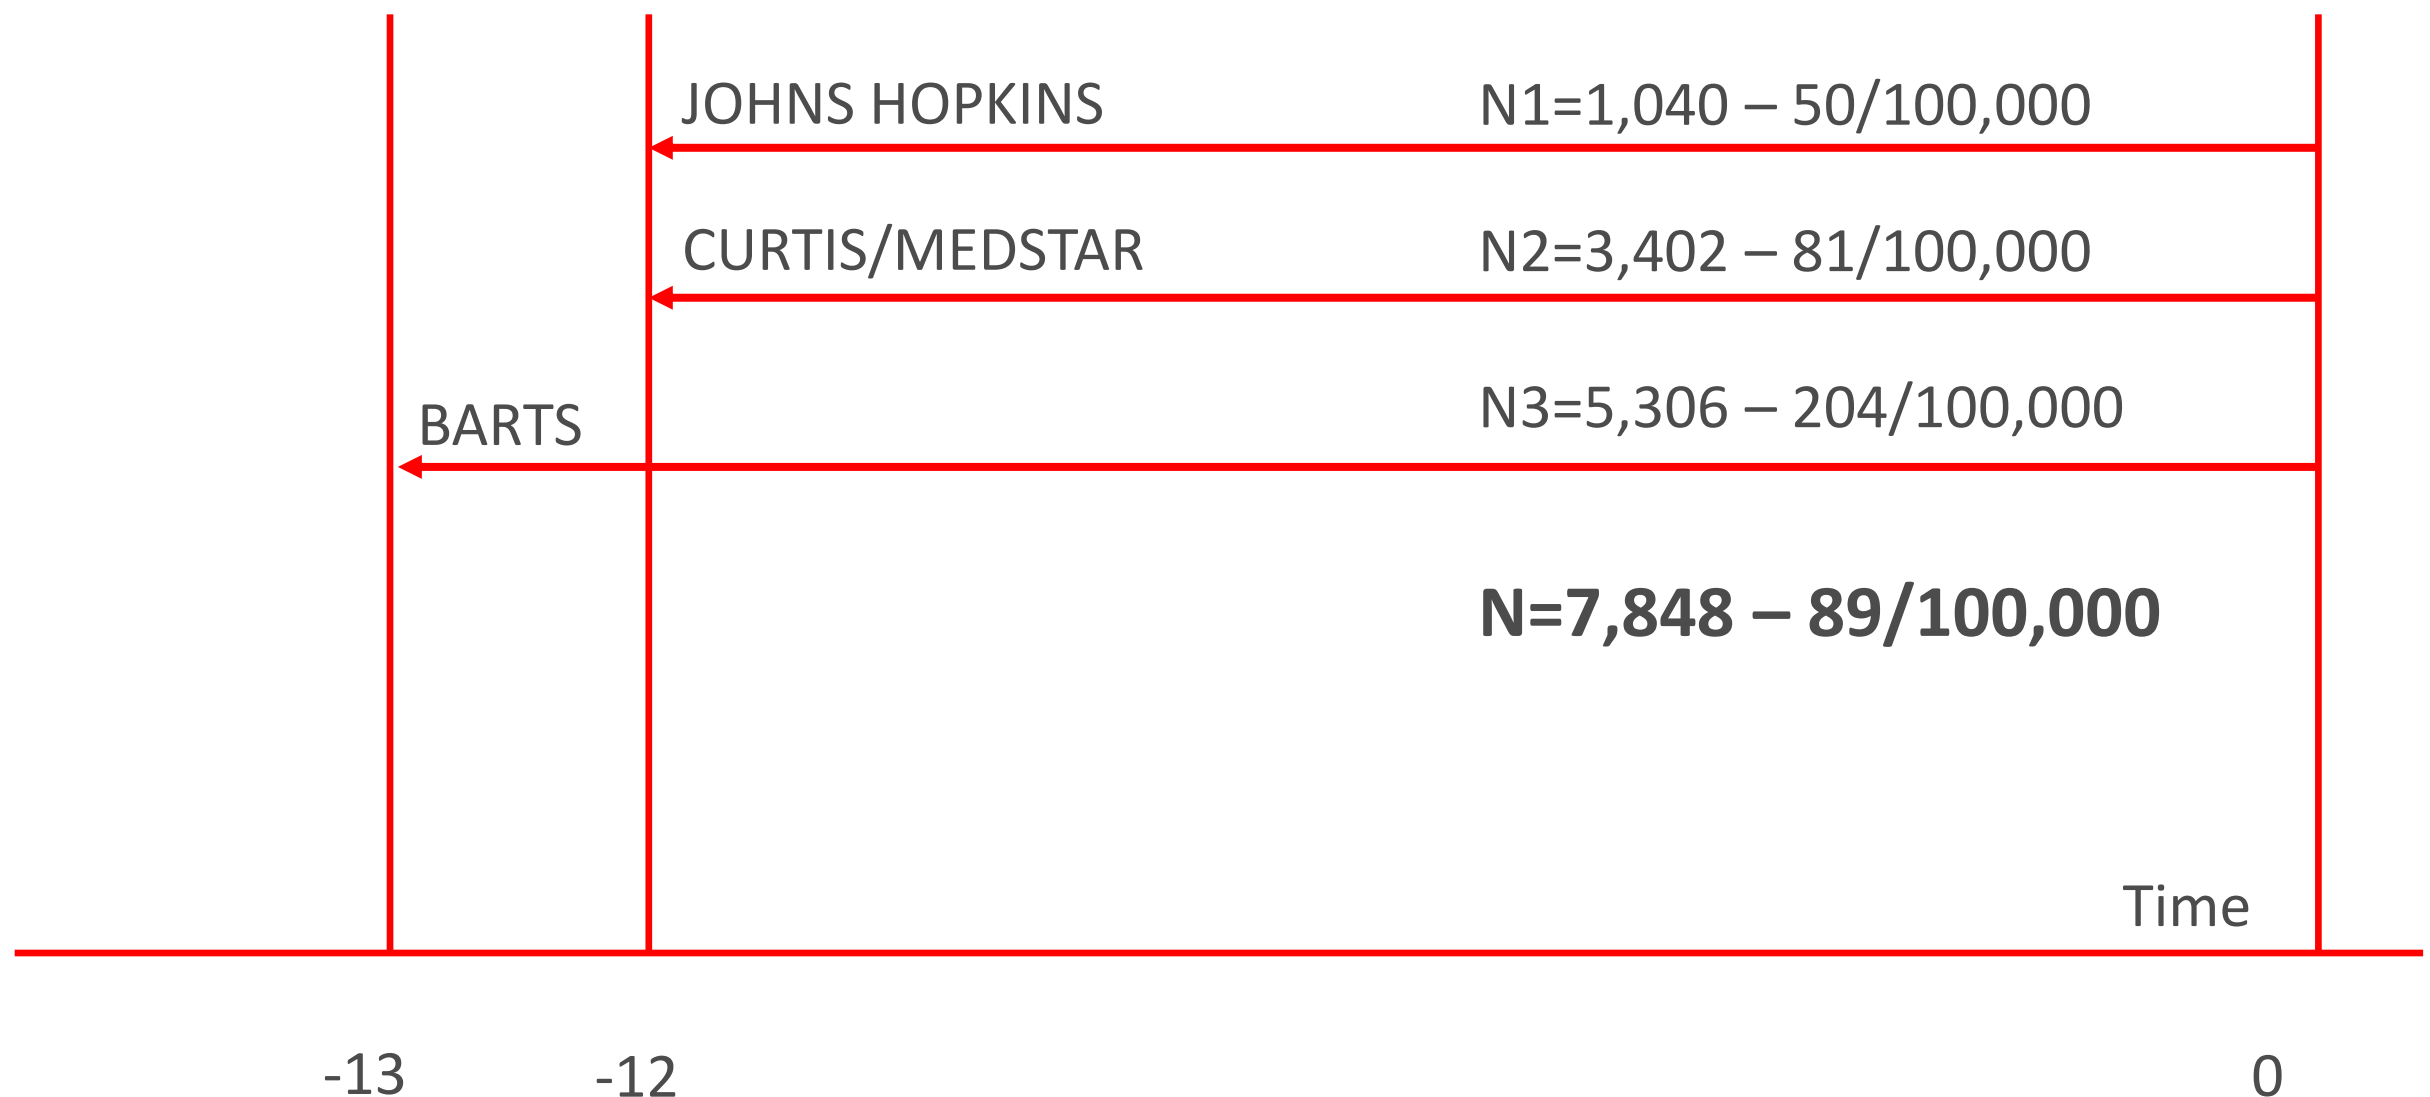 JOHNS HOPKINS N1=1,040 – 50/100,000
CURTIS/MEDSTAR N2=3,402 – 81/100,000
BARTS N3=5,306 – 204/100,000
N=7,848 – 89/100,000
Time
-13 -12 0